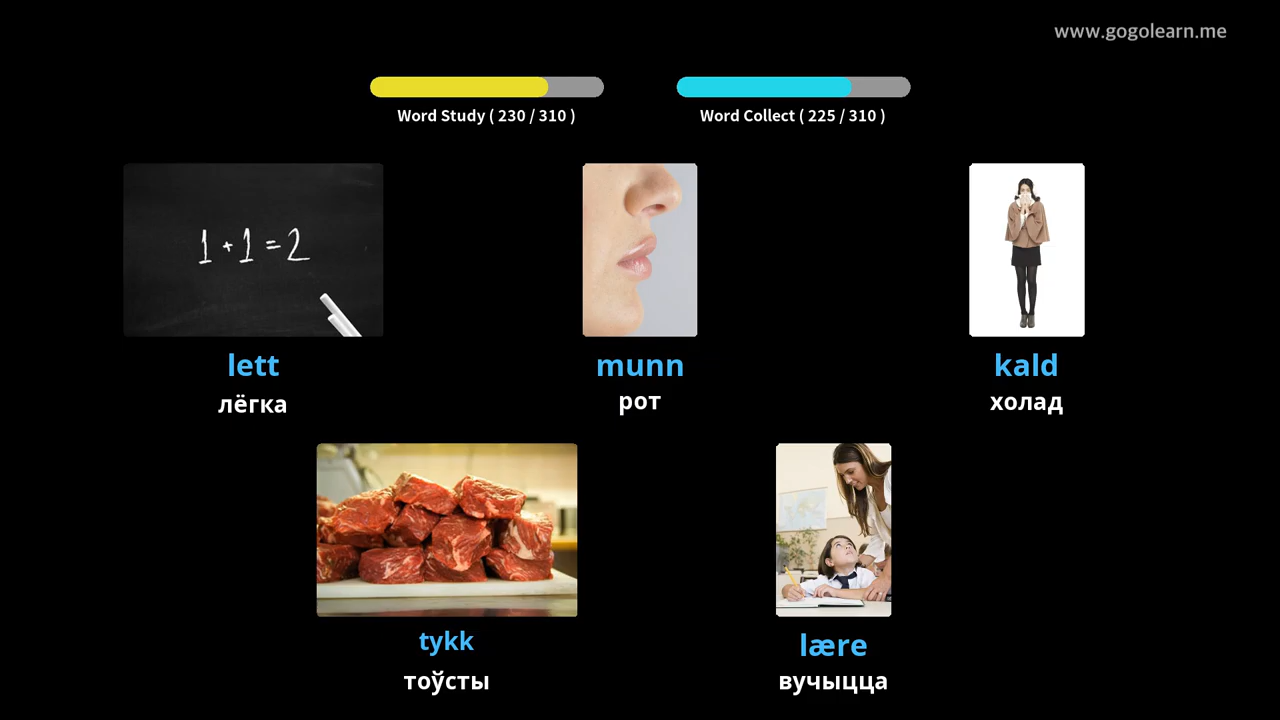 www.gogolearn.me
Word Study ( 230 / 310 )
Word Collect ( 225 / 310 )
1 + 1 = 2
lett
лёгка
munn
рот
kald
холад
tykk
тоўсты
lære
вучыцца